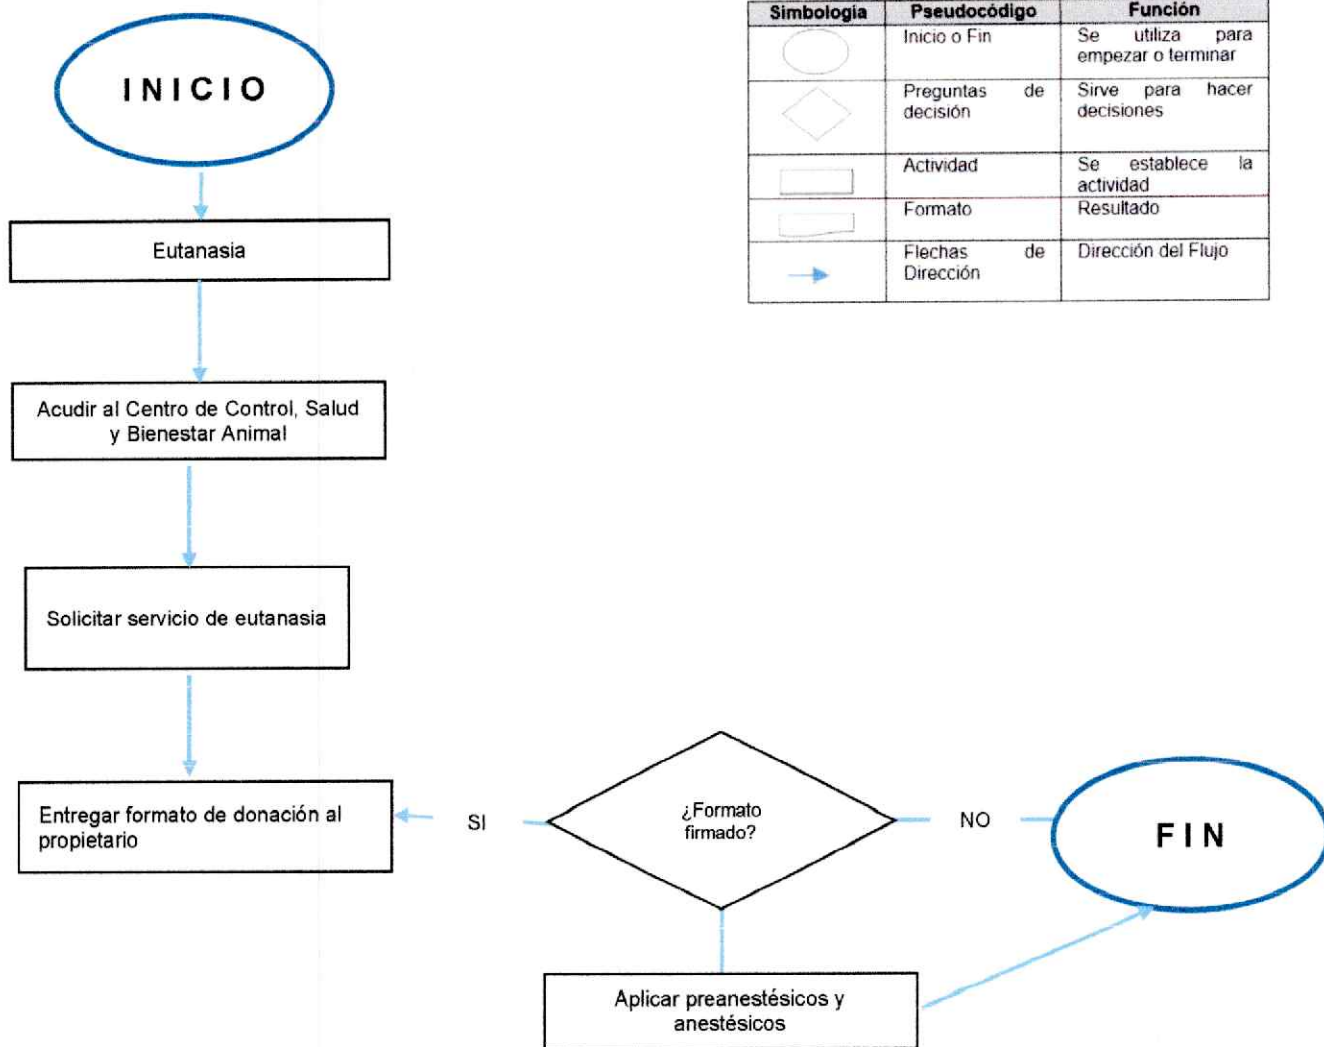 INICIO
Eutanasia
Acudir al Centro de Control, Salud
y Bienestar Animal
Solicitar servicio de eutanasia
Entregar formato de donación al
propietario
SI
¿Formato
firmado?
NO
FIN
Aplicar preanestésicos y
anestésicos
Simbología Pseudocódigo Función
Inicio o Fin Se utiliza para
empezar o terminar
Preguntas de Sirve para hacer
decisión decisiones
Actividad Se establece la
actividad
Formato Resultado
Flechas de Dirección del Flujo
Dirección